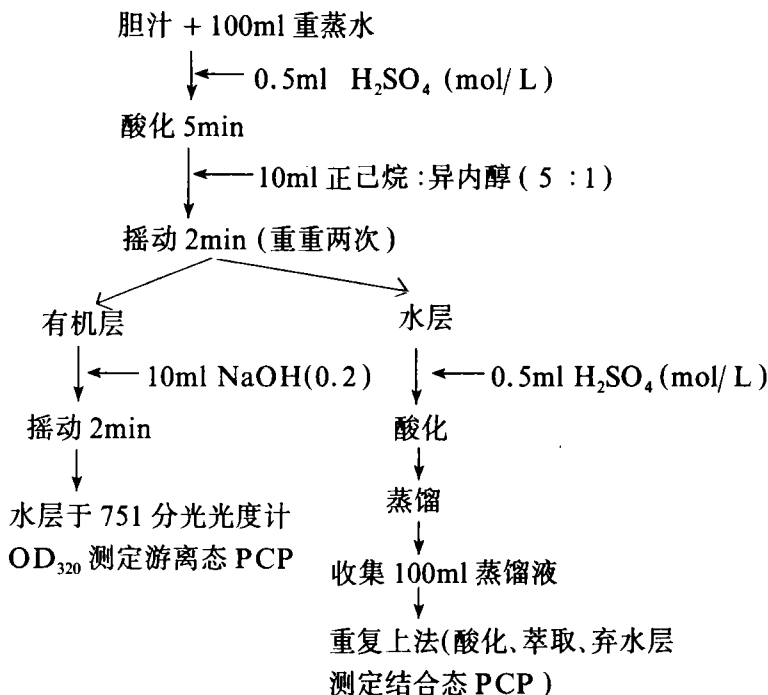 胆汁 + 100ml 重蒸水
0.5ml H₂SO₄ (mol/L)
酸化 5min
10ml 正己烷:异内醇 ( 5 :1)
摇动 2min (重重两次)
有机层
水层
10ml NaOH(0.2)
0.5ml H₂SO₄(mol/L)
摇动 2min
酸化
蒸馏
水层于 751 分光光度计
OD₃₂₀ 测定游离态 PCP
收集 100ml 蒸馏液
重复上法(酸化、萃取、弃水层
测定结合态 PCP )